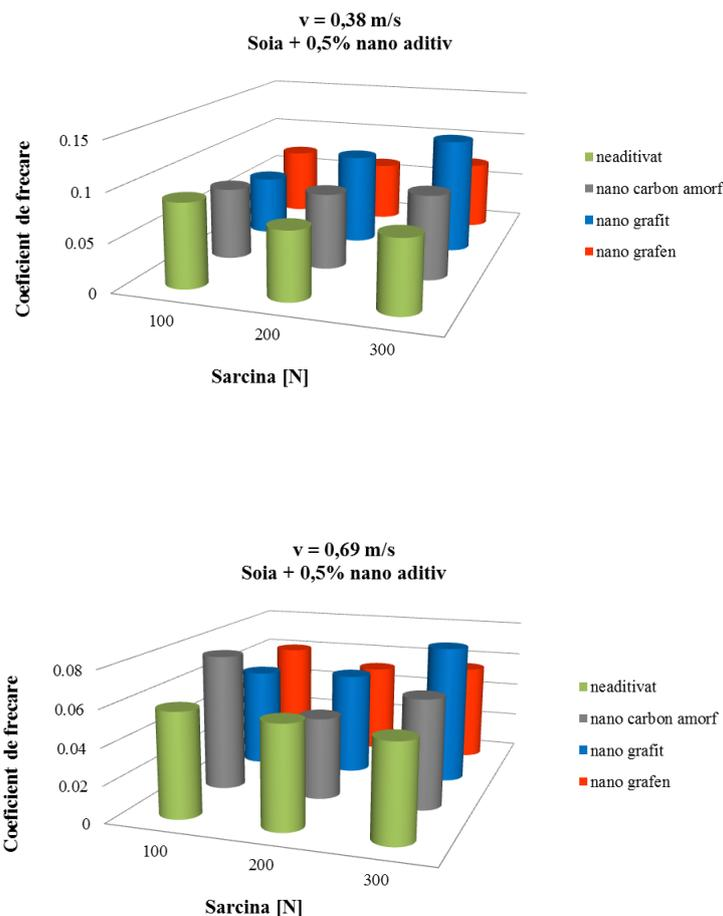 v = 0,38 m/s
Soia + 0,5% nano aditiv
Coeficient de frecare
0.15
0.1
0.05
0
100
200
300
Sarcina [N]
neaditivat
nano carbon amorf
nano grafit
nano grafen
v = 0,69 m/s
Soia + 0,5% nano aditiv
Coeficient de frecare
0.08
0.06
0.04
0.02
0
100
200
300
Sarcina [N]
neaditivat
nano carbon amorf
nano grafit
nano grafen